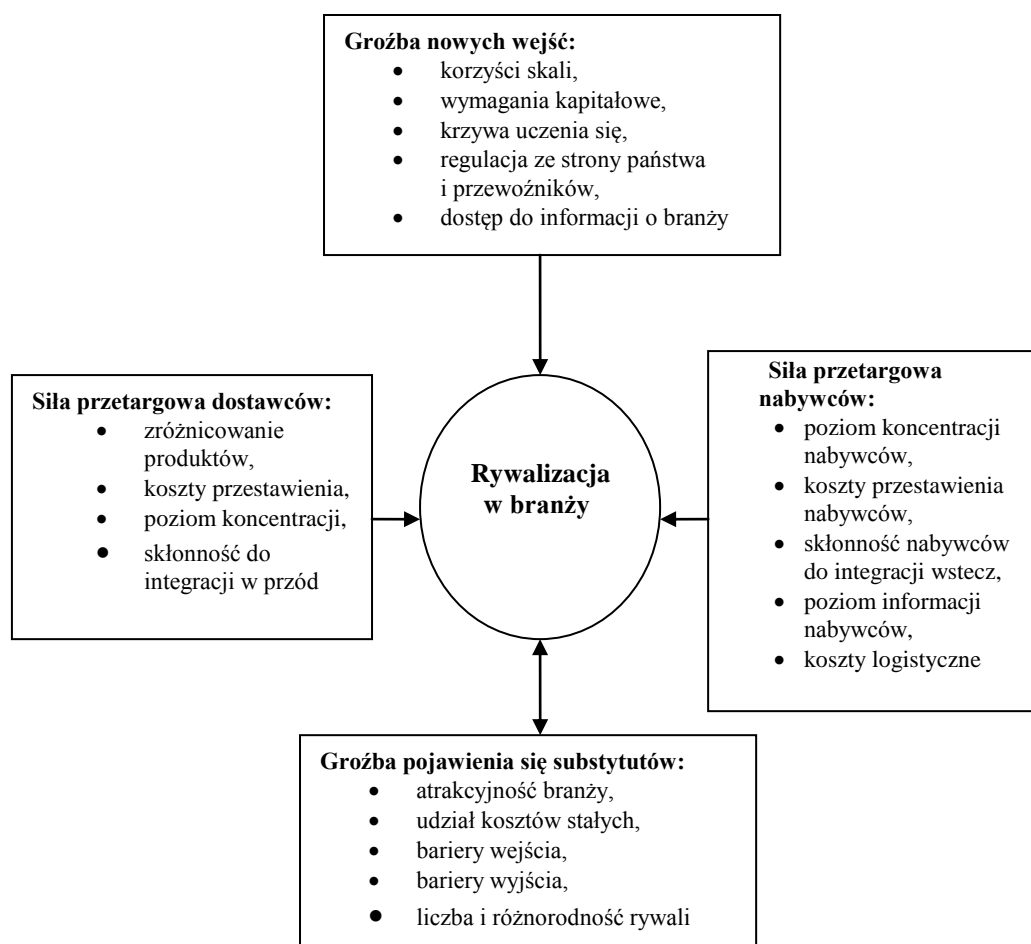 Groźba nowych wejść:
• korzyści skali,
• wymagania kapitałowe,
• krzywa uczenia się,
• regulacja ze strony państwa
i przewoźników,
• dostęp do informacji o branży
Siła przetargowa dostawców:
• zróżnicowanie
produktów,
• koszty przestawienia,
• poziom koncentracji,
• skłonność do
integracji w przód
Rywalizacja
w branży
Siła przetargowa
nabywców:
• poziom koncentracji
nabywców,
• koszty przestawienia
nabywców,
• skłonność nabywców
do integracji wstecz,
• poziom informacji
nabywców,
• koszty logistyczne
Groźba pojawienia się substytutów:
• atrakcyjność branży,
• udział kosztów stałych,
• bariery wejścia,
• bariery wyjścia,
• liczba i różnorodność rywali